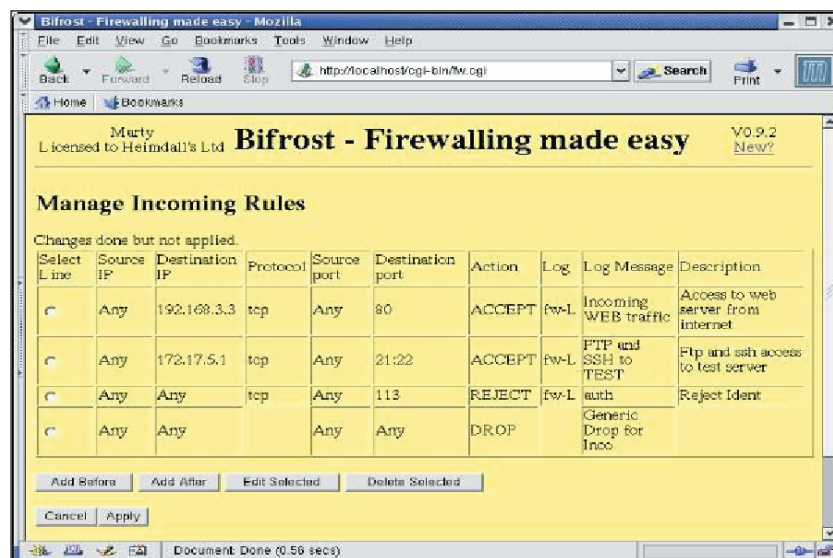 Bifrost - Firewalling made easy - Mozilla
File Edit View Go Bookmarks Tools Window Help
Back Forward Reload Stop http://localhost/cgi-bin/fw.cgi Search Print
Home Bookmarks
Marty
Licensed to Heimdall's Ltd
Bifrost - Firewalling made easy
V0.9.2
New?
Manage Incoming Rules
Changes done but not applied.
Select Line Source IP Destination IP Protocol Source port Destination port Action Log Log Message Description
Any 192.168.3.3 tcp Any 80 ACCEPT fw-L Incoming WEB traffic Access to web server from internet
Any 172.17.5.1 tcp Any 21:22 ACCEPT fw-L FTP and SSH to TEST Ftp and ssh access to test server
Any Any tcp Any 113 REJECT fw-L auth Reject Ident
Any Any Any Any DROP Generic Drop for Inco
Add Before Add After Edit Selected Delete Selected
Cancel Apply
Document: Done (0.56 secs)